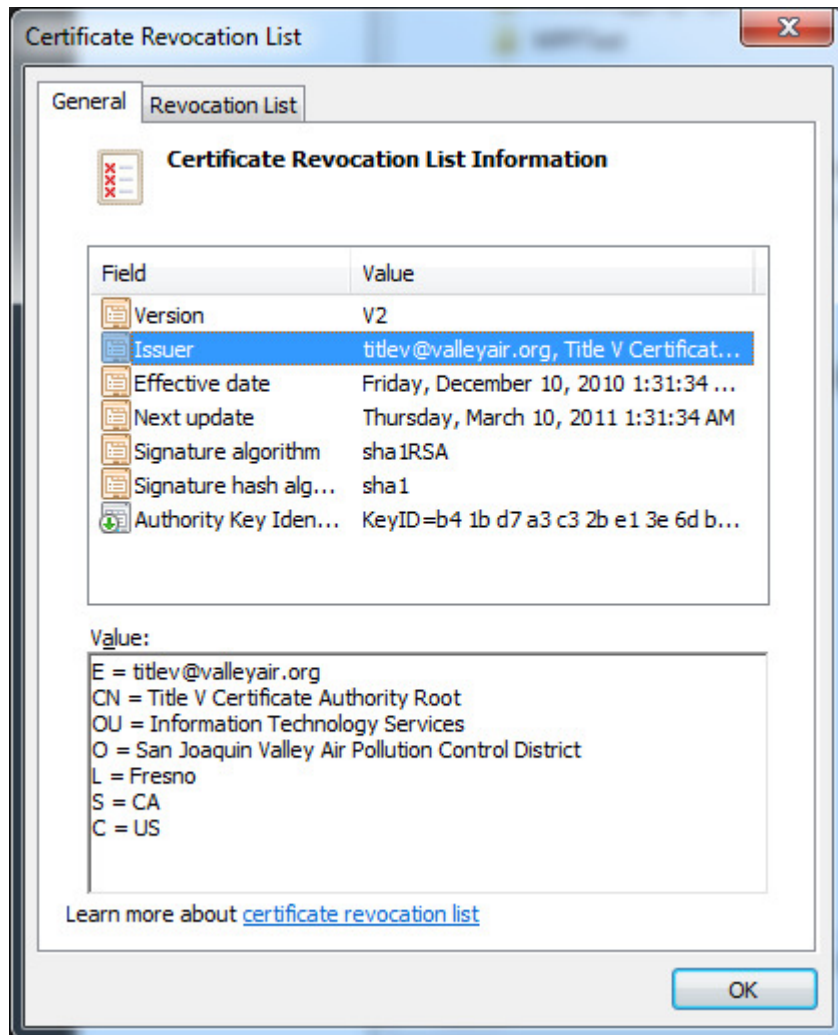 Certificate Revocation List
General Revocation List
Certificate Revocation List Information
Field Value
Version V2
Issuer titlev@valleyair.org, Title V Certificat...
Effective date Friday, December 10, 2010 1:31:34 ...
Next update Thursday, March 10, 2011 1:31:34 AM
Signature algorithm sha1RSA
Signature hash alg... sha1
Authority Key Iden... KeyID=b4 1b d7 a3 c3 2b e1 3e 6d b...
Value:
E = titlev@valleyair.org
CN = Title V Certificate Authority Root
OU = Information Technology Services
O = San Joaquin Valley Air Pollution Control District
L = Fresno
S = CA
C = US
Learn more about certificate revocation list
OK